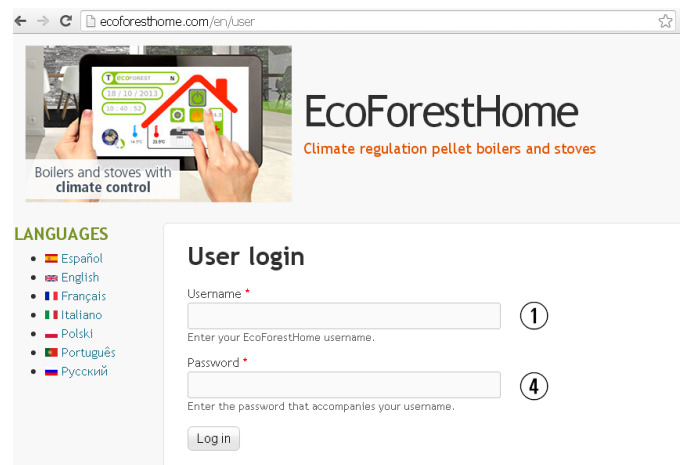 ecoforesthome.com/en/user
T ecoforest N
18 / 10 / 2013
18 : 40 : 52
Boilers and stoves with
climate control
EcoForestHome
Climate regulation pellet boilers and stoves
LANGUAGES
Español
English
Français
Italiano
Polski
Português
Русский
User login
Username *
1
Enter your EcoForestHome username.
Password *
4
Enter the password that accompanies your username.
Log in